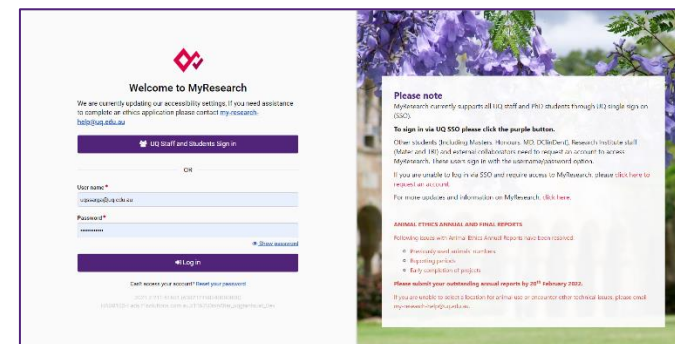 Welcome to MyResearch
We are currently updating our accessibility settings. If you need assistance
to complete an ethics application please contact my-research-
help@uq.edu.au
UQ Staff and Students Sign in
OR
User name *
Password *
Show password
Log in
Can't access your account? Reset your password
Please note
MyResearch currently supports all UQ staff and PhD students through UQ single sign on
(SSO).
To sign in via UQ SSO please click the purple button.
Other students (including Masters, Honours, MD, DClinDent), Research Institute staff
(Mater and TRI) and external collaborators need to request an account to access
MyResearch. These users sign in with the username/password option.
If you are unable to log in via SSO and require access to MyResearch, please click here to
request an account.
For more updates and information on MyResearch, click here.
ANIMAL ETHICS ANNUAL AND FINAL REPORTS
Following issues with Animal Ethics Annual Reports have been resolved
Previously used animals numbers
Reporting periods
Early completion of projects
Please submit your outstanding annual reports by 28th February 2022.
If you are unable to select a location for animal use or encounter other technical issues, please email
my-research-help@uq.edu.au.